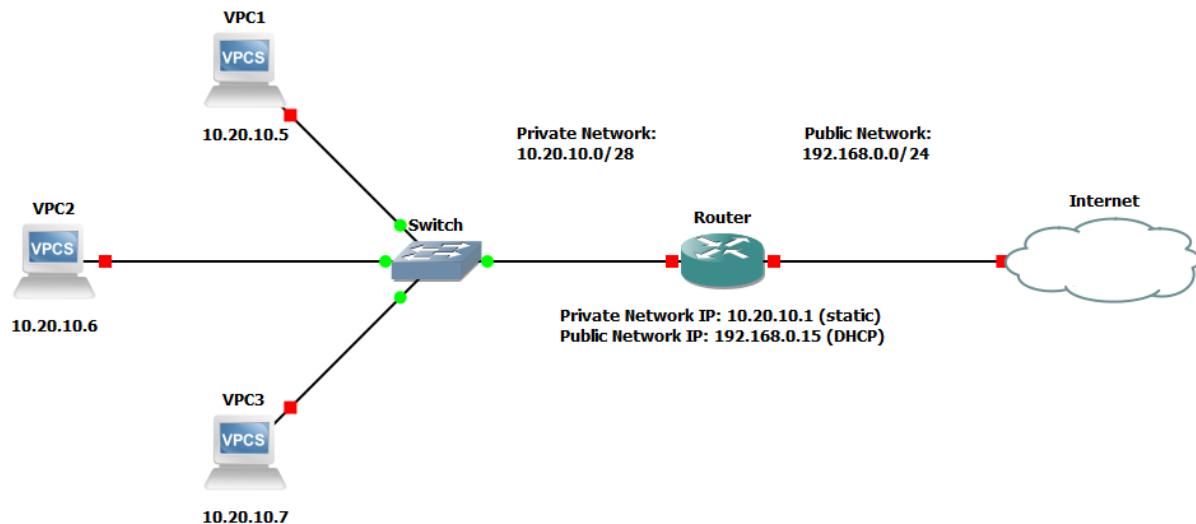 VPC1
VPCS
10.20.10.5
Private Network:
10.20.10.0/28
Public Network:
192.168.0.0/24
VPC2
VPCS
10.20.10.6
Switch
Router
Internet
Private Network IP: 10.20.10.1 (static)
Public Network IP: 192.168.0.15 (DHCP)
VPC3
VPCS
10.20.10.7